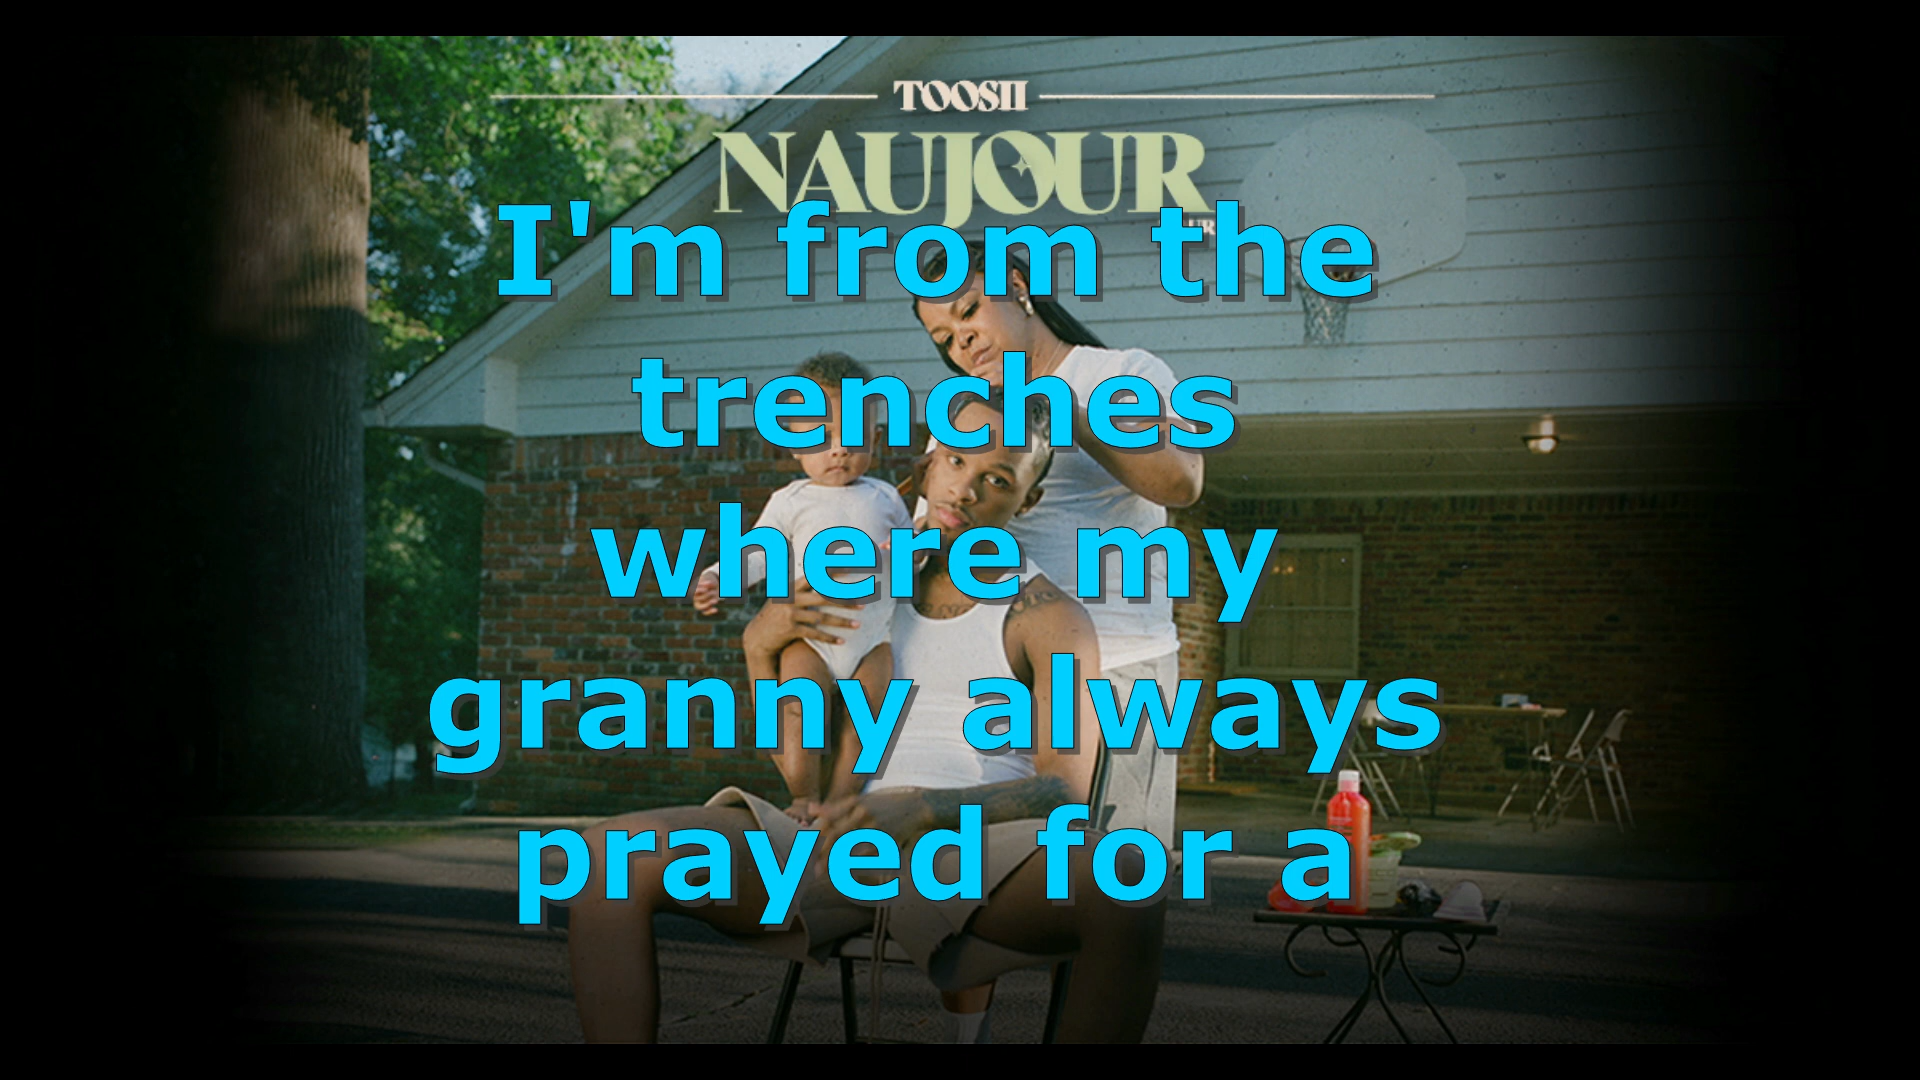 TOOSII
NAUJOUR
I'm from the
trenches
where my
granny always
prayed for a